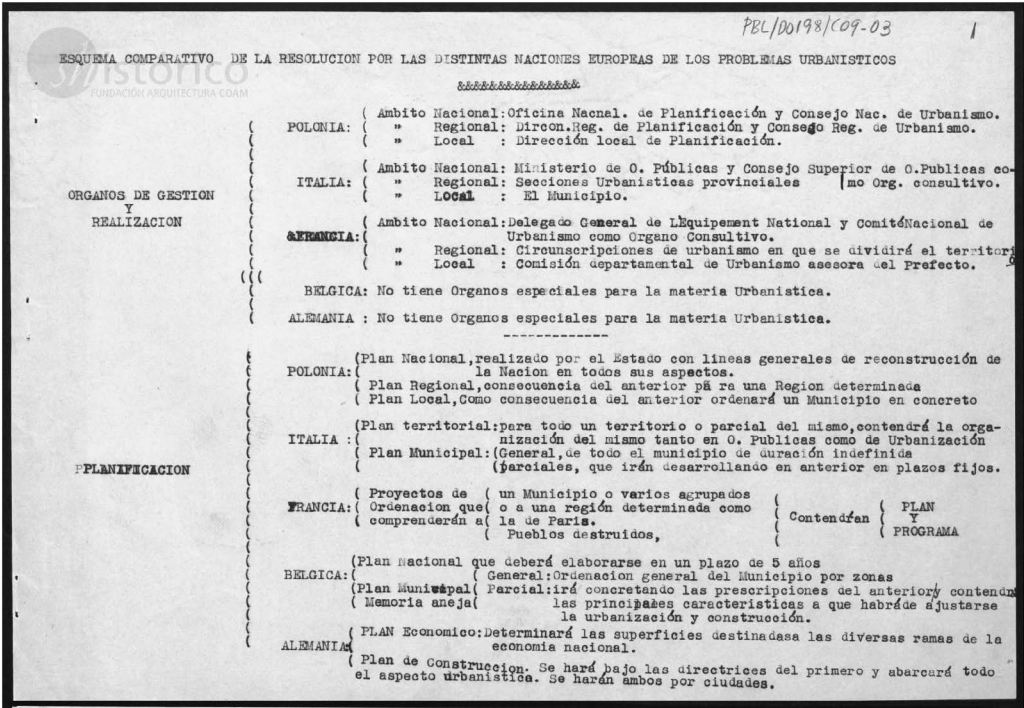 PBL/D0198/C09-03
1
histórico
FUNDACIÓN ARQUITECTURA COAM
ESQUEMA COMPARATIVO DE LA RESOLUCION POR LAS DISTINTAS NACIONES EUROPEAS DE LOS PROBLEMAS URBANISTICOS
&&&&&&&&&&&&&&&
ORGANOS DE GESTION
Y
REALIZACION
POLONIA: ( Ambito Nacional:Oficina Nacnal. de Planificación y Consejo Nac. de Urbanismo.
( " Regional: Dircon.Reg. de Planificación y Consejo Reg. de Urbanismo.
( " Local : Dirección local de Planificación.
ITALIA: ( Ambito Nacional: Ministerio de O. Públicas y Consejo Superior de O.Publicas co-
( " Regional: Secciones Urbanisticas provinciales (mo Org. consultivo.
( " Local : El Municipio.
&FRANCIA:( Ambito Nacional:Delegado General de L'Equipement National y ComitéNacional de
Urbanismo como Organo Consultivo.
( " Regional: Circunscripciones de urbanismo en que se dividirá el territorio
( " Local : Comisión departamental de Urbanismo asesora del Prefecto.
BELGICA: No tiene Organos especiales para la materia Urbanistica.
ALEMANIA : No tiene Organos especiales para la materia Urbanistica.
-------------
PPLANIFICACION
POLONIA:( (Plan Nacional,realizado por el Estado con lineas generales de reconstrucción de
la Nacion en todos sus aspectos.
( Plan Regional,consecuencia del anterior pa ra una Region determinada
( Plan Local,Como consecuencia del anterior ordenará un Municipio en concreto
ITALIA :( (Plan territorial:para todo un territorio o parcial del mismo,contendrá la orga-
nización del mismo tanto en O. Publicas como de Urbanización
( Plan Municipal:(General,de todo el municipio de duración indefinida
(parciales, que irán desarrollando en anterior en plazos fijos.
FRANCIA:( ( Proyectos de ( un Municipio o varios agrupados
( Ordenacion que( o a una región determinada como
( comprenderán a( la de Paris.
( Pueblos destruidos,
( Contendran ( PLAN
( Y
( PROGRAMA
BELGICA:( (Plan Nacional que deberá elaborarse en un plazo de 5 años
( General:Ordenacion general del Municipio por zonas
(Plan Municipal( Parcial:irá concretando las prescripciones del anterior y contendrá
( Memoria aneja( las principales caracteristicas a que habráde ajustarse
la urbanización y construcción.
ALEMANIA:( ( PLAN Economico:Determinará las superficies destinadasa las diversas ramas de la
economia nacional.
( Plan de Construccion. Se hará bajo las directrices del primero y abarcará todo
el aspecto urbanistica. Se harán ambos por ciudades.